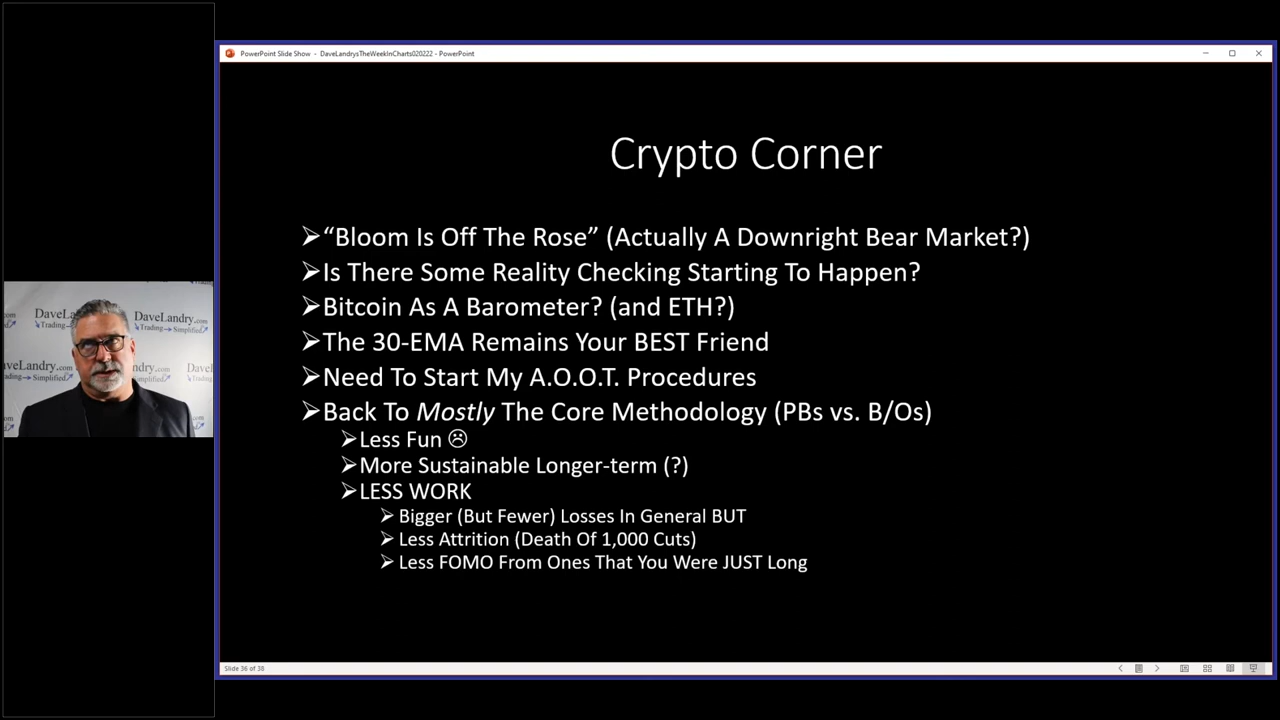 PowerPoint Slide Show - DaveLandrysTheWeekInCharts020222 - PowerPoint
Crypto Corner
➢“Bloom Is Off The Rose” (Actually A Downright Bear Market?)
➢Is There Some Reality Checking Starting To Happen?
➢Bitcoin As A Barometer? (and ETH?)
➢The 30-EMA Remains Your BEST Friend
➢Need To Start My A.O.O.T. Procedures
➢Back To Mostly The Core Methodology (PBs vs. B/Os)
➢Less Fun ☹
➢More Sustainable Longer-term (?)
➢LESS WORK
➢Bigger (But Fewer) Losses In General BUT
➢Less Attrition (Death Of 1,000 Cuts)
➢Less FOMO From Ones That You Were JUST Long
DaveLandry.com
Trading Simplified
Slide 36 of 38